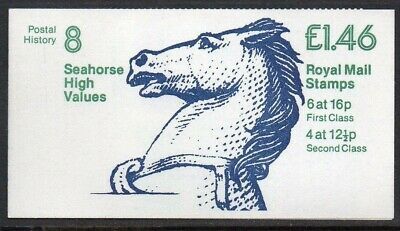 Postal
History
8
Seahorse
High
Values
£1.46
Royal Mail
Stamps
6 at 16p
First Class
4 at 12½p
Second Class